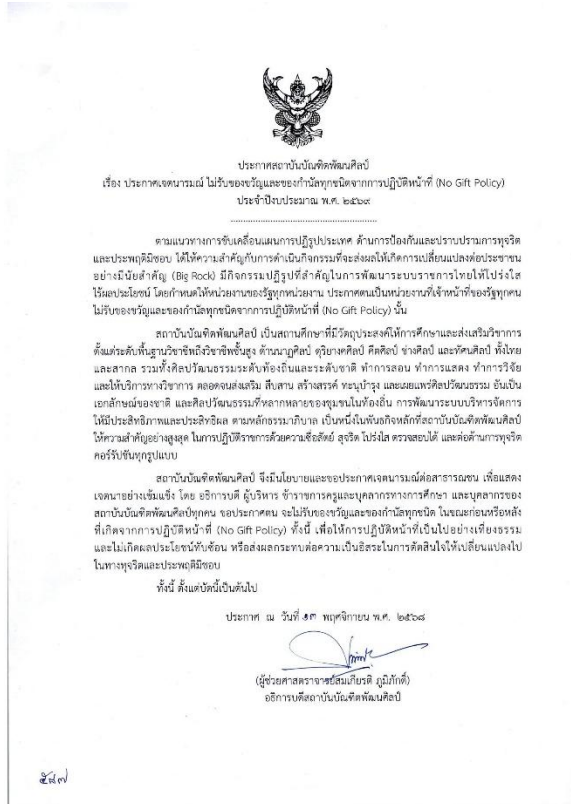 ประกาศสถาบันบัณฑิตพัฒนศิลป์
เรื่อง ประกาศเจตนารมณ์ ไม่รับของขวัญและของกำนัลทุกชนิดจากการปฏิบัติหน้าที่ (No Gift Policy)
ประจำปีงบประมาณ พ.ศ. ๒๕๖๙
ตามแนวทางการขับเคลื่อนแผนการปฏิรูปประเทศ ด้านการป้องกันและปราบปรามการทุจริต
และประพฤติมิชอบ ได้ให้ความสำคัญกับการดำเนินกิจกรรมที่จะส่งผลให้เกิดการเปลี่ยนแปลงต่อประชาชน
อย่างมีนัยสำคัญ (Big Rock) มีกิจกรรมปฏิรูปที่สำคัญในการพัฒนาระบบราชการไทยให้โปร่งใส
ไร้ผลประโยชน์ โดยกำหนดให้หน่วยงานของรัฐทุกหน่วยงาน ประกาศตนเป็นหน่วยงานที่เจ้าหน้าที่ของรัฐทุกคน
ไม่รับของขวัญและของกำนัลทุกชนิดจากการปฏิบัติหน้าที่ (No Gift Policy) นั้น
สถาบันบัณฑิตพัฒนศิลป์ เป็นสถานศึกษาที่มีวัตถุประสงค์ให้การศึกษาและส่งเสริมวิชาการ
ตั้งแต่ระดับพื้นฐานวิชาชีพถึงวิชาชีพชั้นสูง ด้านนาฏศิลป์ ดุริยางคศิลป์ คีตศิลป์ ช่างศิลป์ และทัศนศิลป์ ทั้งไทย
และสากล รวมทั้งศิลปวัฒนธรรมระดับท้องถิ่นและระดับชาติ ทำการสอน ทำการแสดง ทำการวิจัย
และให้บริการทางวิชาการ ตลอดจนส่งเสริม สืบสาน สร้างสรรค์ ทะนุบำรุง และเผยแพร่ศิลปวัฒนธรรม อันเป็น
เอกลักษณ์ของชาติ และศิลปวัฒนธรรมที่หลากหลายของชุมชนในท้องถิ่น การพัฒนาระบบบริหารจัดการ
ให้มีประสิทธิภาพและประสิทธิผล ตามหลักธรรมาภิบาล เป็นหนึ่งในพันธกิจหลักที่สถาบันบัณฑิตพัฒนศิลป์
ให้ความสำคัญอย่างสูงสุด ในการปฏิบัติราชการด้วยความซื่อสัตย์ สุจริต โปร่งใส ตรวจสอบได้ และต่อต้านการทุจริต
คอร์รัปชันทุกรูปแบบ
สถาบันบัณฑิตพัฒนศิลป์ จึงมีนโยบายและขอประกาศเจตนารมณ์ต่อสาธารณชน เพื่อแสดง
เจตนาอย่างเข้มแข็ง โดย อธิการบดี ผู้บริหาร ข้าราชการครูและบุคลากรทางการศึกษา และบุคลากรของ
สถาบันบัณฑิตพัฒนศิลป์ทุกคน ขอประกาศตน จะไม่รับของขวัญและของกำนัลทุกชนิด ในขณะก่อนหรือหลัง
ที่เกิดจากการปฏิบัติหน้าที่ (No Gift Policy) ทั้งนี้ เพื่อให้การปฏิบัติหน้าที่เป็นไปอย่างเที่ยงธรรม
และไม่เกิดผลประโยชน์ทับซ้อน หรือส่งผลกระทบต่อความเป็นอิสระในการตัดสินใจให้เปลี่ยนแปลงไป
ในทางทุจริตและประพฤติมิชอบ
ทั้งนี้ ตั้งแต่บัดนี้เป็นต้นไป
ประกาศ ณ วันที่ ๑๓ พฤศจิกายน พ.ศ. ๒๕๖๘
(ผู้ช่วยศาสตราจารย์สมเกียรติ ภูมิภักดิ์)
อธิการบดีสถาบันบัณฑิตพัฒนศิลป์